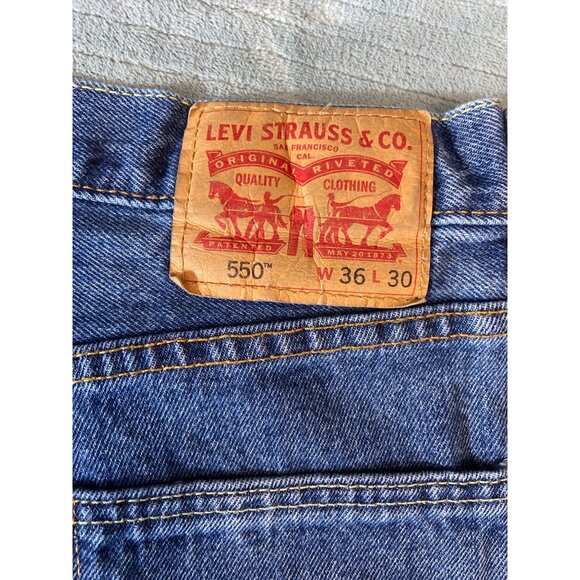 LEVI STRAUSS & CO.
SAN FRANCISCO
CAL.
ORIGINAL RIVETED
QUALITY CLOTHING
PATENTED MAY 20 1873
550™ W 36 L 30